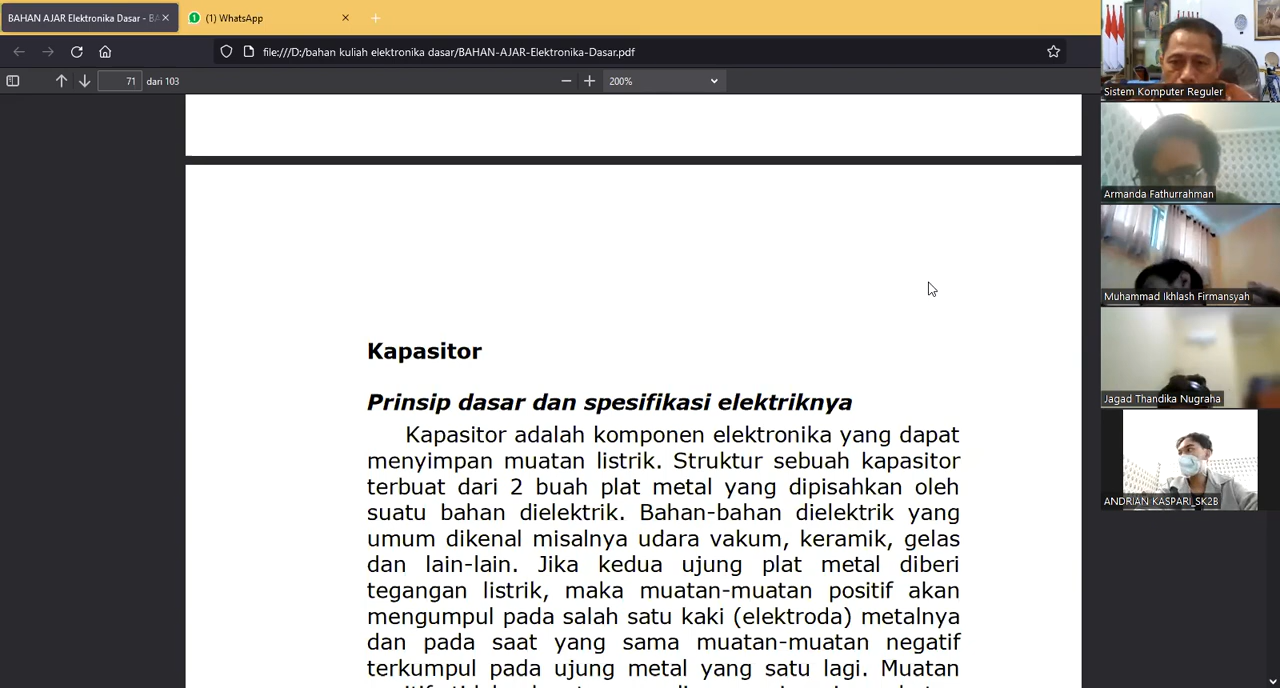 BAHAN AJAR Elektronika Dasar - BA
(1) WhatsApp
file:///D:/bahan kuliah elektronika dasar/BAHAN-AJAR-Elektronika-Dasar.pdf
71 dari 103
200%
Kapasitor
Prinsip dasar dan spesifikasi elektriknya
Kapasitor adalah komponen elektronika yang dapat
menyimpan muatan listrik. Struktur sebuah kapasitor
terbuat dari 2 buah plat metal yang dipisahkan oleh
suatu bahan dielektrik. Bahan-bahan dielektrik yang
umum dikenal misalnya udara vakum, keramik, gelas
dan lain-lain. Jika kedua ujung plat metal diberi
tegangan listrik, maka muatan-muatan positif akan
mengumpul pada salah satu kaki (elektroda) metalnya
dan pada saat yang sama muatan-muatan negatif
terkumpul pada ujung metal yang satu lagi. Muatan
Sistem Komputer Reguler
Armanda Fathurrahman
Muhammad Ikhlash Firmansyah
Jagad Thandika Nugraha
ANDRIAN KASPARI_SK2B